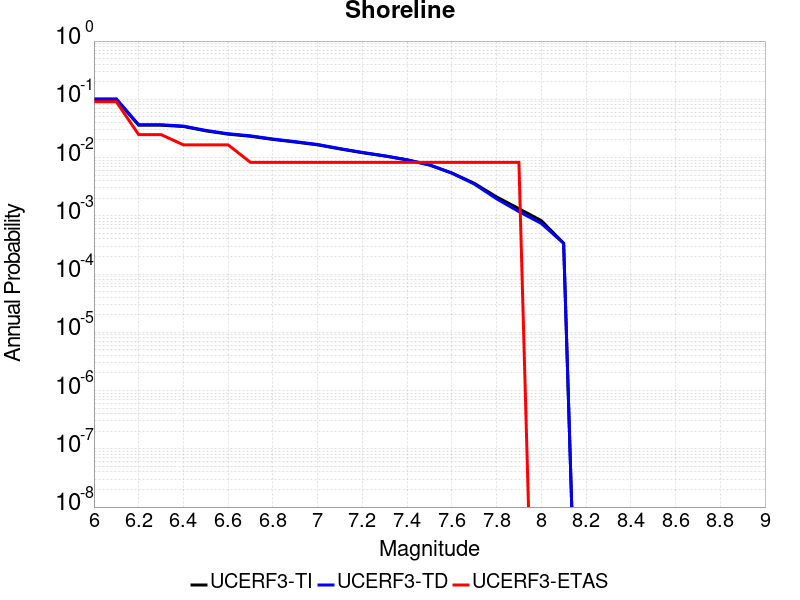 Shoreline
10^0
10^-1
10^-2
10^-3
10^-4
10^-5
10^-6
10^-7
10^-8
Annual Probability
6 6.2 6.4 6.6 6.8 7 7.2 7.4 7.6 7.8 8 8.2 8.4 8.6 8.8 9
Magnitude
UCERF3-TI UCERF3-TD UCERF3-ETAS